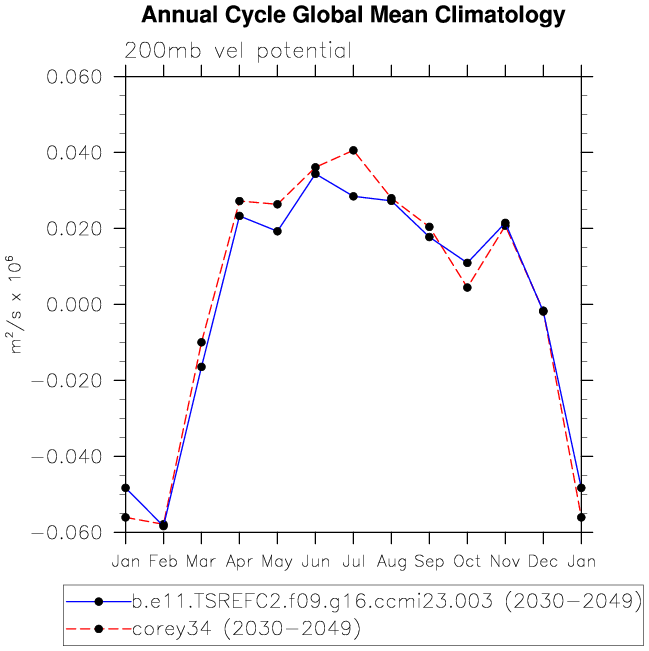 Annual Cycle Global Mean Climatology
200mb vel potential
0.060
0.040
0.020
0.000
−0.020
−0.040
−0.060
m²/s x 10⁶
Jan Feb Mar Apr May Jun Jul Aug Sep Oct Nov Dec Jan
b.e11.TSREFC2.f09.g16.ccmi23.003 (2030−2049)
corey34 (2030−2049)